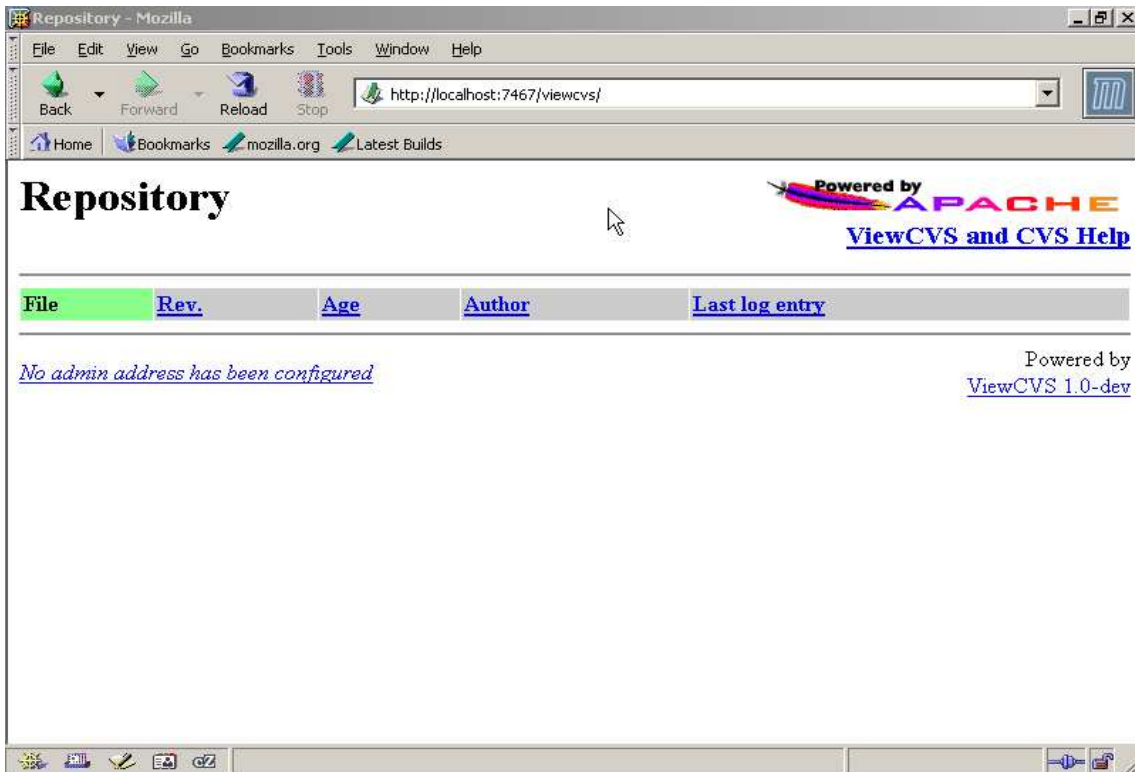 Repository - Mozilla
File Edit View Go Bookmarks Tools Window Help
Back Forward Reload Stop http://localhost:7467/viewcvs/
Home Bookmarks mozilla.org Latest Builds
Repository
Powered by
APACHE
ViewCVS and CVS Help
File Rev. Age Author Last log entry
No admin address has been configured
Powered by
ViewCVS 1.0-dev